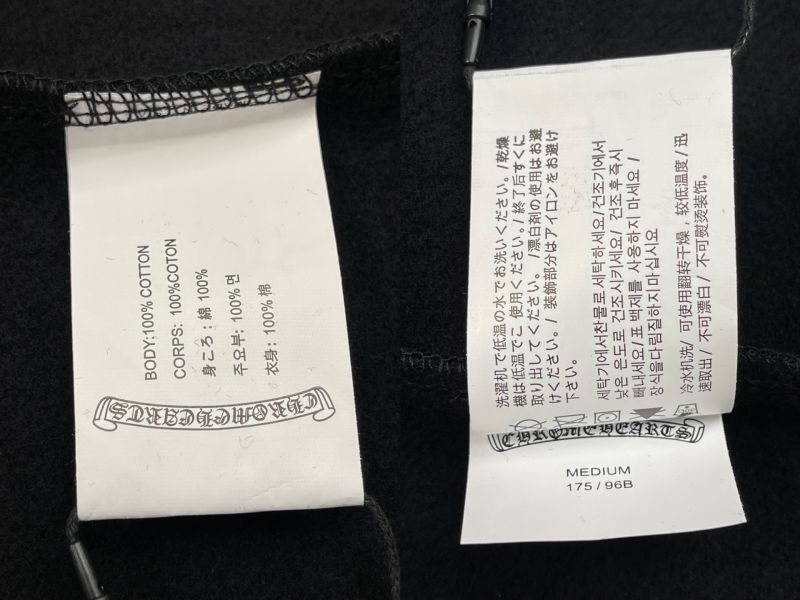 BODY:100% COTTON
CORPS: 100%COTON
身ころ：綿 100%
주요부: 100% 면
衣身：100% 棉
CHROME HEARTS
洗濯机で低温の水でお洗いください。/乾燥
機は低温でご 使用ください。/ 終了后すぐに
取り出してください。 /漂白剤の使用はお避
けください。/ 装飾部分はアイロンをお避け
下さい。
세탁기에서찬물로 세탁하세요/ 건조기에서
낮은 온도로 건조시키세요/ 건조 후 즉시
빼내세요/ 표 백제를 사용하지 마세요 /
장식을다림질하지마십시요
冷水机洗/ 可使用翻转干燥，较低温度 / 迅
速取出/ 不可漂白/ 不可熨烫装饰。
CHROME HEARTS
MEDIUM
175 / 96B